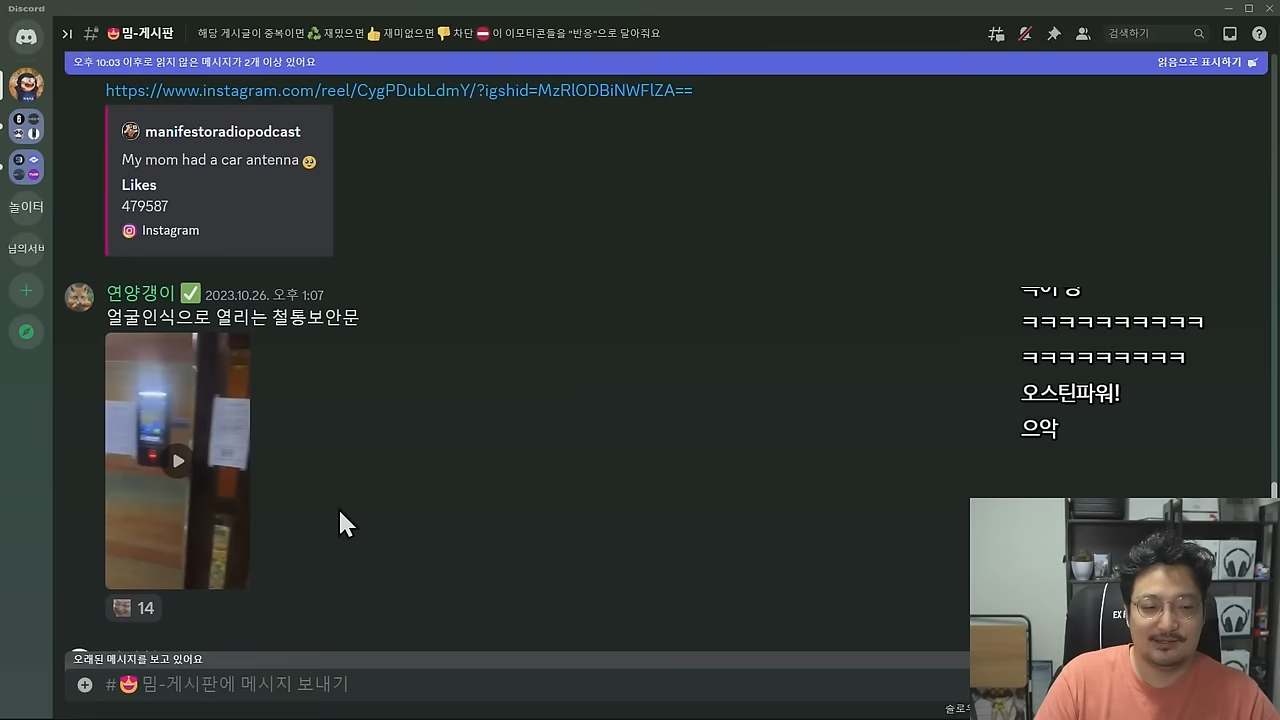 Discord
😍밈-게시판
해당 게시글이 중복이면 ♻️ 재밌으면 👍 재미없으면 👎 차단 ⛔ 이 이모티콘들을 "반응"으로 달아줘요
검색하기
오후 10:03 이후로 읽지 않은 메시지가 2개 이상 있어요
읽음으로 표시하기
https://www.instagram.com/reel/CygPDubLdmY/?igshid=MzRlODBiNWFlZA==
manifestoradiopodcast
My mom had a car antenna 🥹
Likes
479587
Instagram
놀이터
님의서버
연양갱이 ✅ 2023.10.26. 오후 1:07
얼굴인식으로 열리는 철통보안문
14
ㅋㅋㅋㅋㅋㅋㅋㅋㅋㅋ
ㅋㅋㅋㅋㅋㅋㅋㅋㅋ
오스틴파워!
으악
오래된 메시지를 보고 있어요
#😍밈-게시판에 메시지 보내기